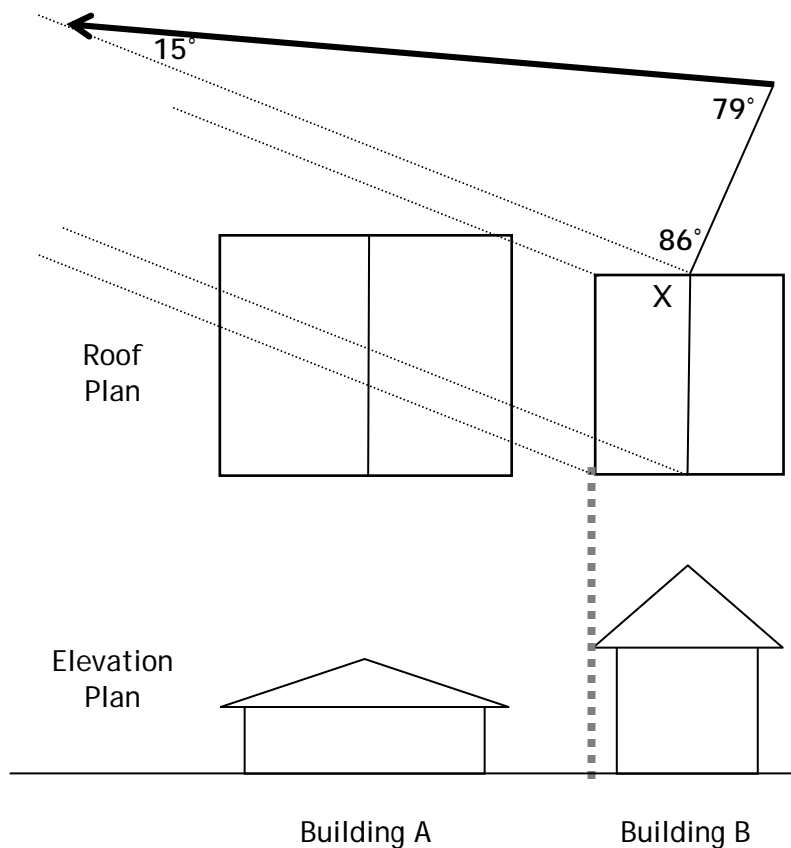 15°
79°
86°
X
Roof
Plan
Elevation
Plan
Building A
Building B